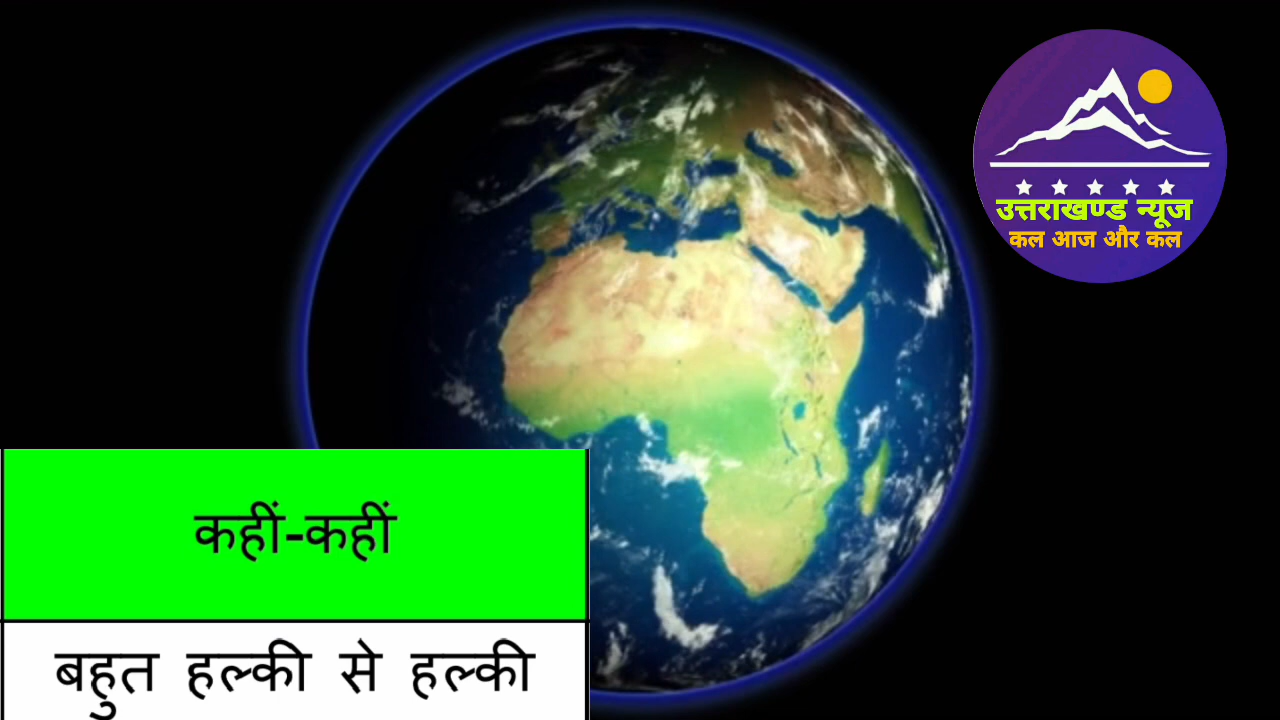 उत्तराखण्ड न्यूज
कल आज और कल
कहीं-कहीं
बहुत हल्की से हल्की